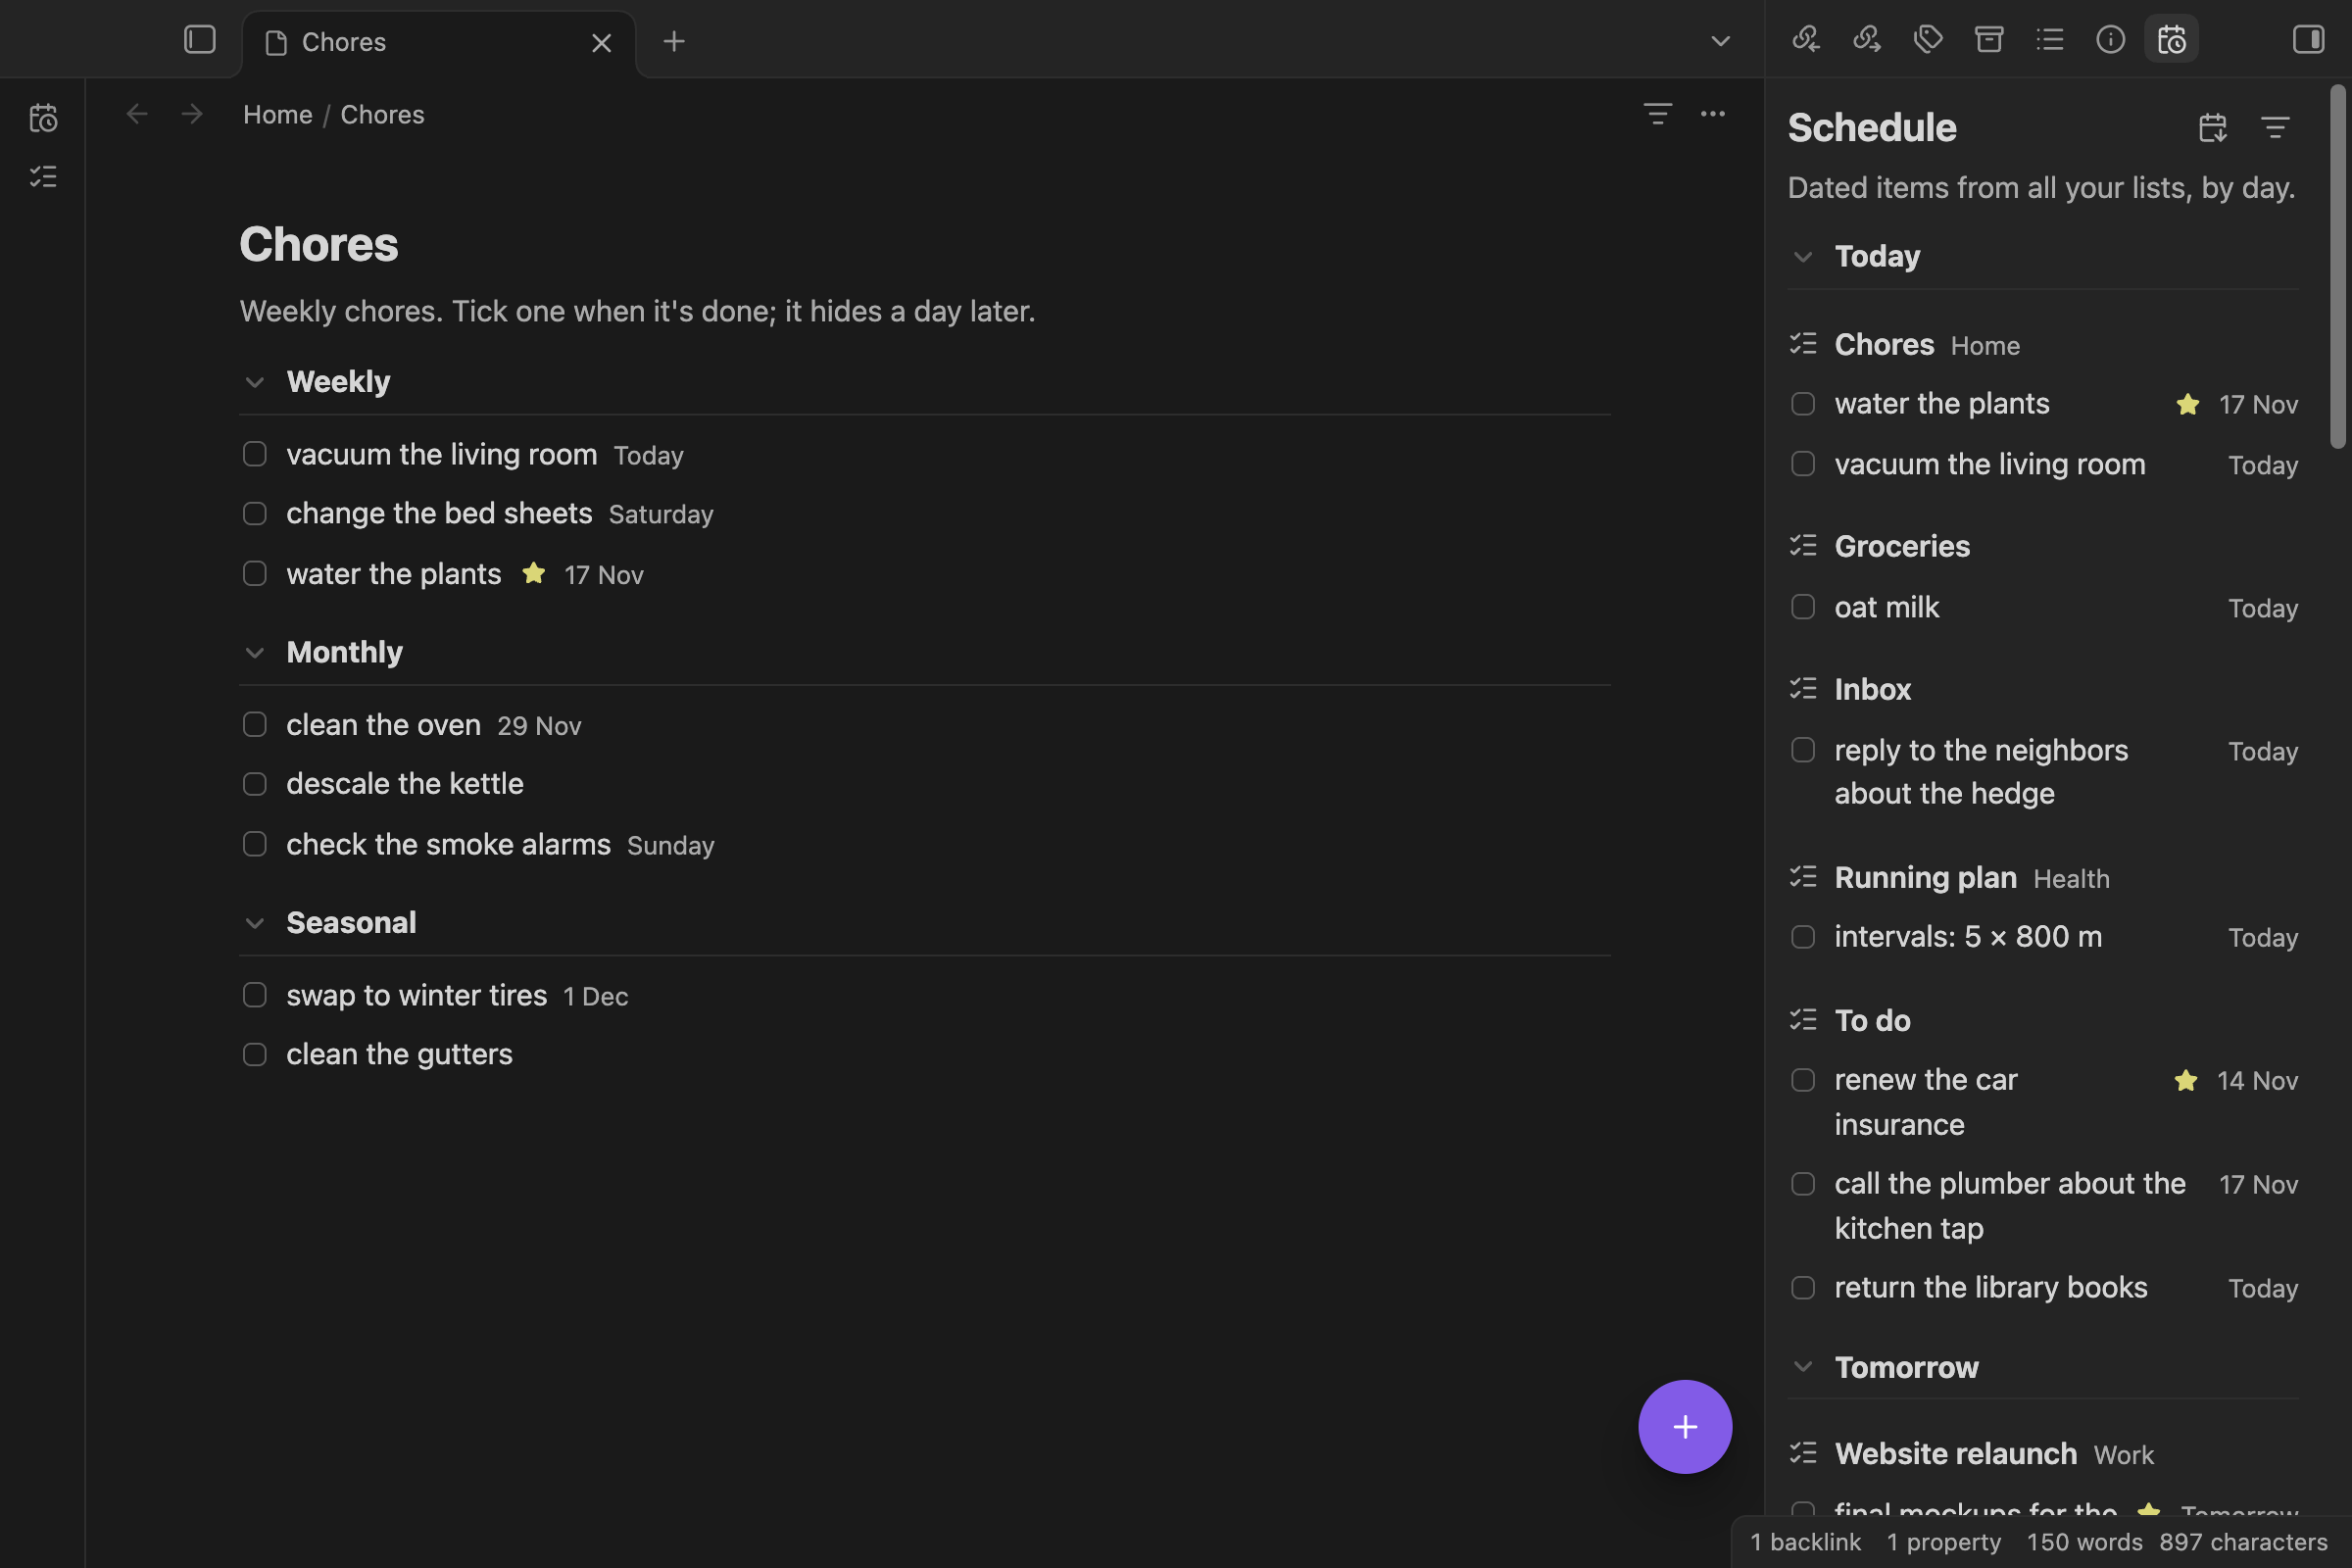 Chores
Home / Chores
Chores
Weekly chores. Tick one when it's done; it hides a day later.
Weekly
vacuum the living room Today
change the bed sheets Saturday
water the plants 17 Nov
Monthly
clean the oven 29 Nov
descale the kettle
check the smoke alarms Sunday
Seasonal
swap to winter tires 1 Dec
clean the gutters
Schedule
Dated items from all your lists, by day.
Today
Chores Home
water the plants 17 Nov
vacuum the living room Today
Groceries
oat milk Today
Inbox
reply to the neighbors Today
about the hedge
Running plan Health
intervals: 5 × 800 m Today
To do
renew the car 14 Nov
insurance
call the plumber about the 17 Nov
kitchen tap
return the library books Today
Tomorrow
Website relaunch Work
final mockups for the Tomorrow
1 backlink 1 property 150 words 897 characters